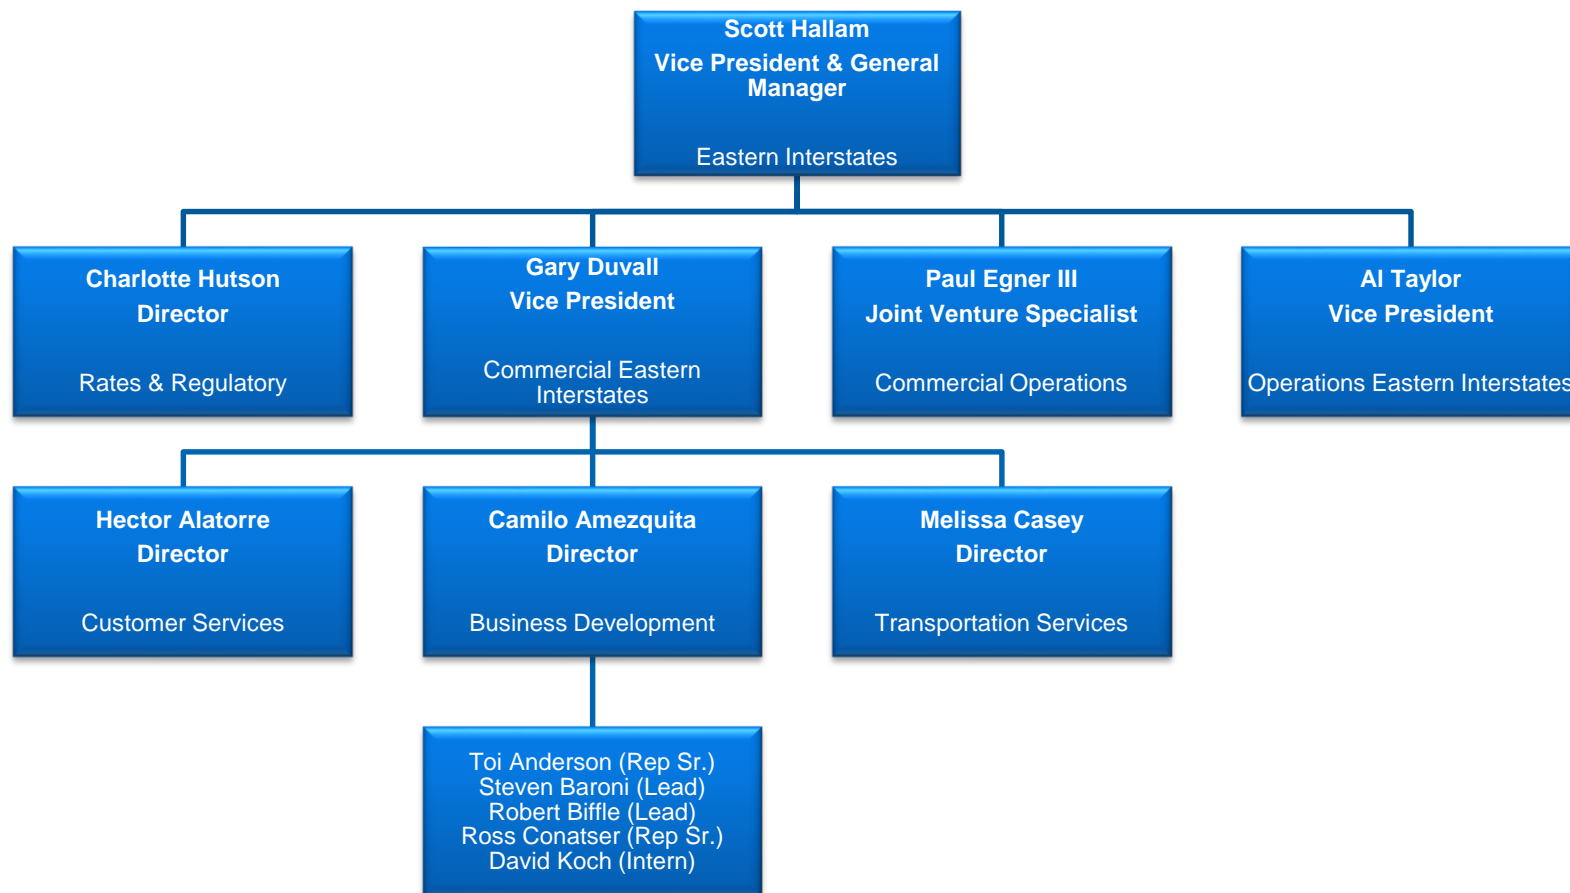 Scott Hallam
Vice President & General
Manager
Eastern Interstates
Charlotte Hutson
Director
Rates & Regulatory
Gary Duvall
Vice President
Commercial Eastern
Interstates
Paul Egner III
Joint Venture Specialist
Commercial Operations
Al Taylor
Vice President
Operations Eastern Interstates
Hector Alatorre
Director
Customer Services
Camilo Amezquita
Director
Business Development
Melissa Casey
Director
Transportation Services
Toi Anderson (Rep Sr.)
Steven Baroni (Lead)
Robert Biffle (Lead)
Ross Conatser (Rep Sr.)
David Koch (Intern)